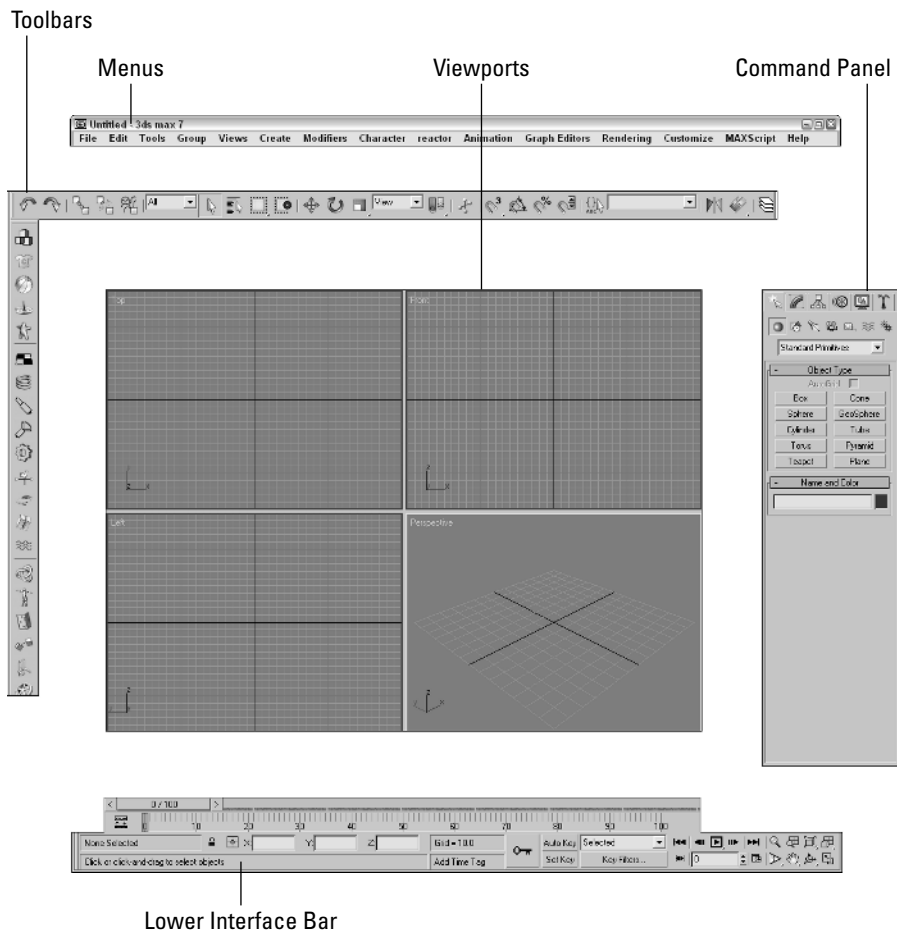 Toolbars
Menus
Viewports
Command Panel
Untitled - 3ds max 7
File Edit Tools Group Views Create Modifiers Character reactor Animation Graph Editors Rendering Customize MAXScript Help
All
View
Top
Front
Left
Perspective
Standard Primitives
- Object Type
AutoGrid
Box Cone
Sphere GeoSphere
Cylinder Tube
Torus Pyramid
Teapot Plane
- Name and Color
< 0 / 100 >
0 10 20 30 40 50 60 70 80 90 100
None Selected X: Y: Z: Grid = 10.0 Auto Key Selected
Click or click-and-drag to select objects Add Time Tag Set Key Key Filters... 0
Lower Interface Bar